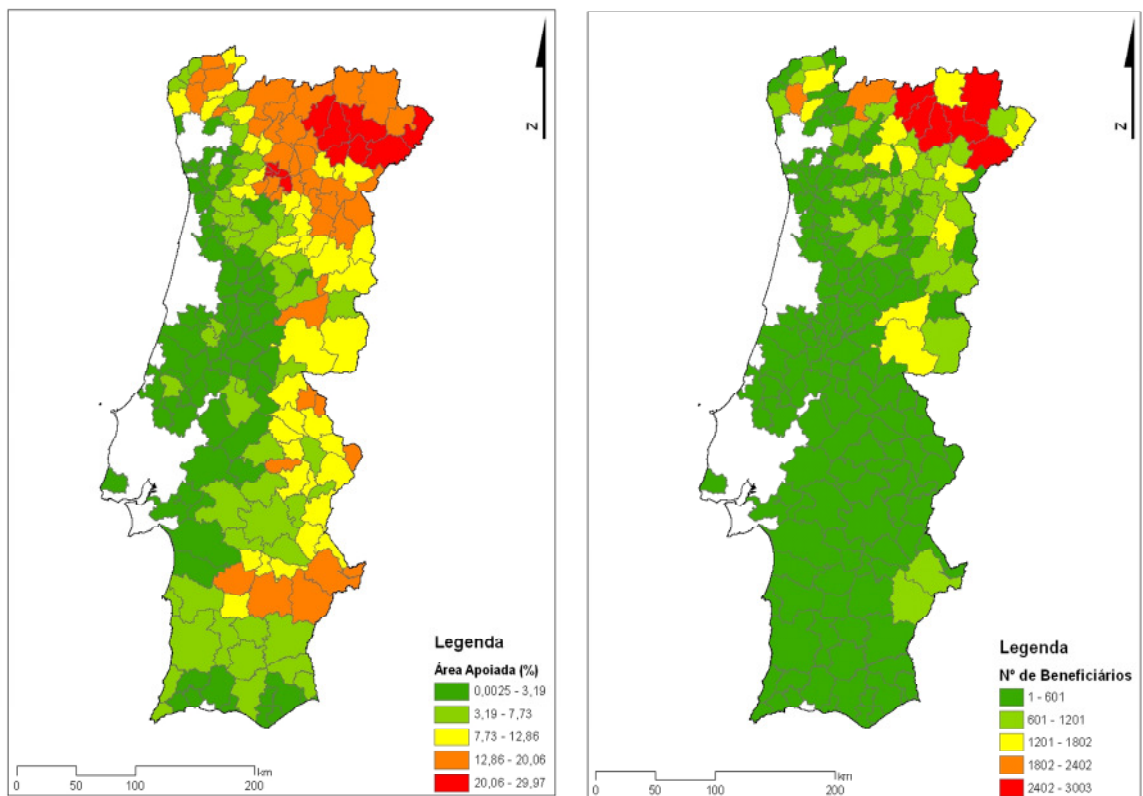 N
Legenda
Área Apoiada (%)
0,0025 - 3,19
3,19 - 7,73
7,73 - 12,86
12,86 - 20,06
20,06 - 29,97
0 50 100 200
km
N
Legenda
Nº de Beneficiários
1 - 601
601 - 1201
1201 - 1802
1802 - 2402
2402 - 3003
0 50 100 200
km